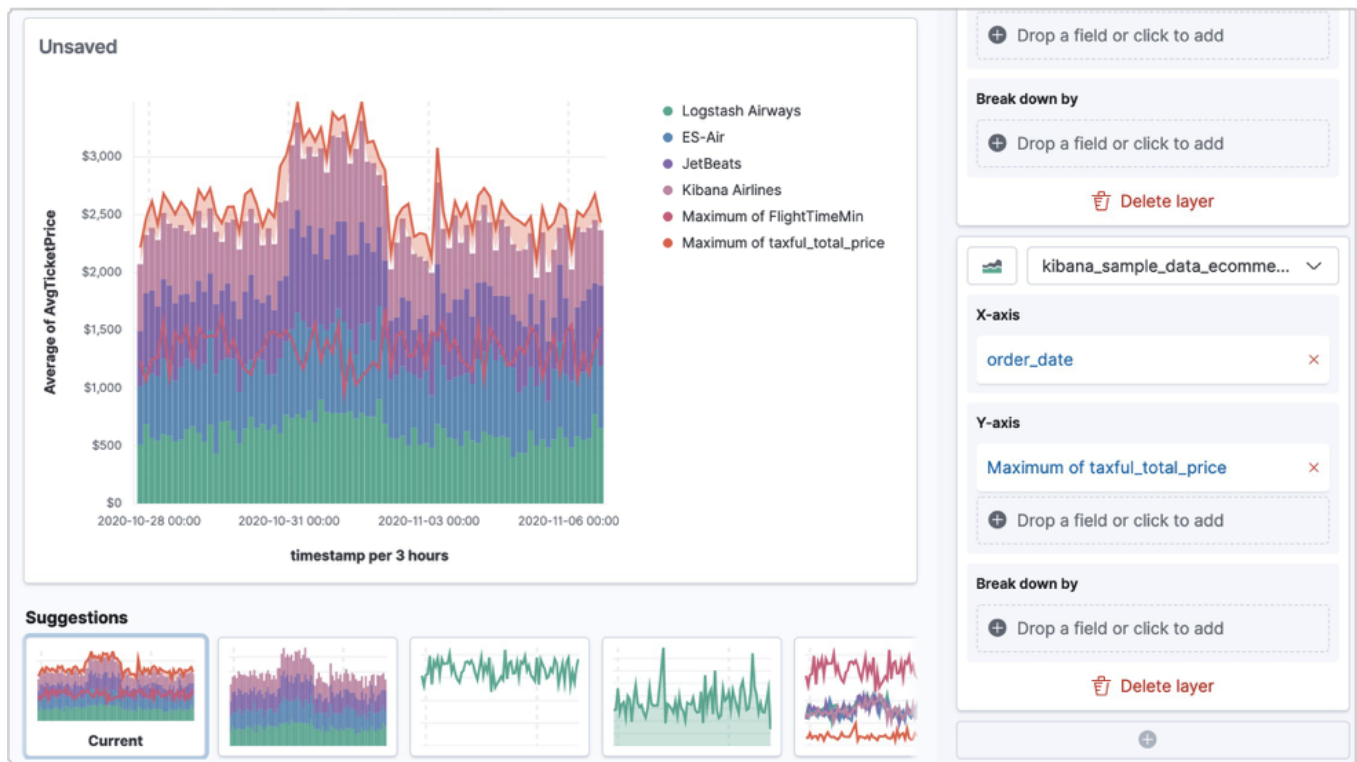 Unsaved
Logstash Airways
ES-Air
JetBeats
Kibana Airlines
Maximum of FlightTimeMin
Maximum of taxful_total_price
Average of AvgTicketPrice
$3,000
$2,500
$2,000
$1,500
$1,000
$500
$0
2020-10-28 00:00 2020-10-31 00:00 2020-11-03 00:00 2020-11-06 00:00
timestamp per 3 hours
Suggestions
Current
Drop a field or click to add
Break down by
Drop a field or click to add
Delete layer
kibana_sample_data_ecomme...
X-axis
order_date
Y-axis
Maximum of taxful_total_price
Drop a field or click to add
Break down by
Drop a field or click to add
Delete layer